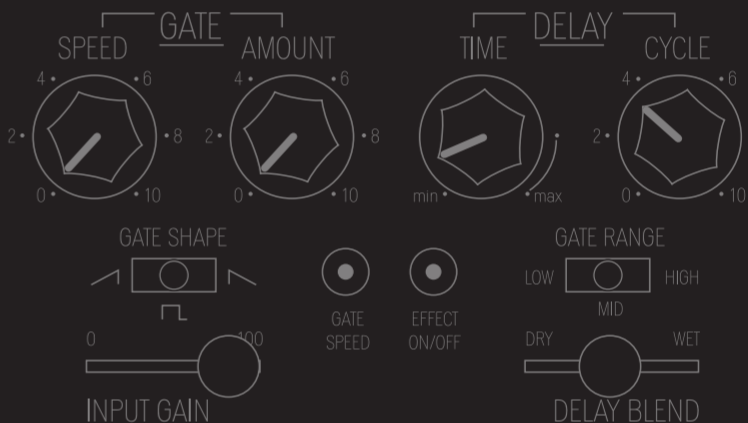 GATE
DELAY
SPEED AMOUNT
TIME CYCLE
4 6 4 6 4
2 8 2 8 2
0 10 0 10 min max 0 10
GATE SHAPE
GATE RANGE
LOW HIGH
MID
GATE
SPEED
EFFECT
ON/OFF
0 100
DRY WET
INPUT GAIN
DELAY BLEND